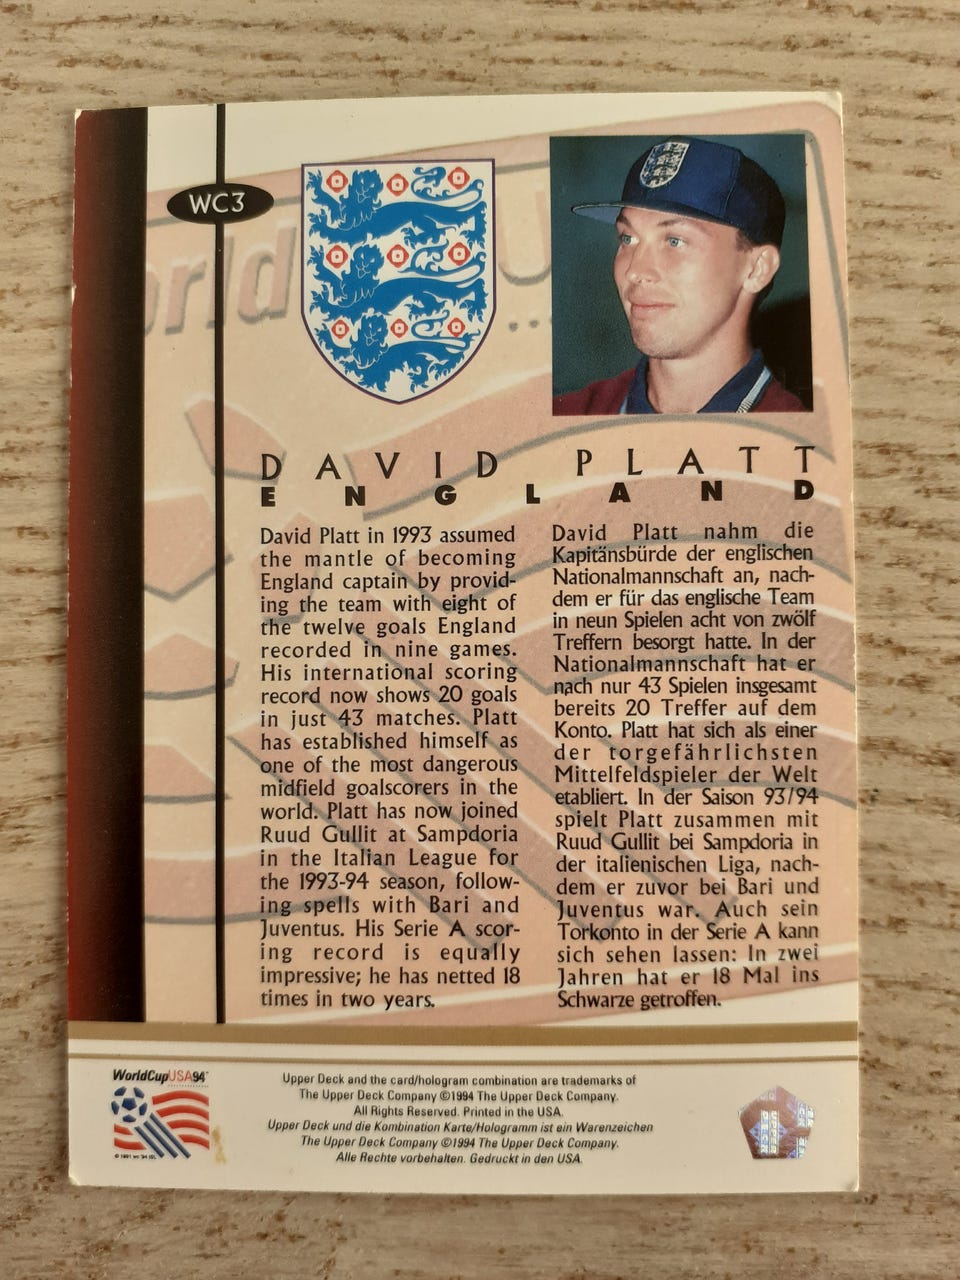 WC3
DAVID PLATT
ENGLAND
David Platt in 1993 assumed
the mantle of becoming
England captain by provid-
ing the team with eight of
the twelve goals England
recorded in nine games.
His international scoring
record now shows 20 goals
in just 43 matches. Platt
has established himself as
one of the most dangerous
midfield goalscorers in the
world. Platt has now joined
Ruud Gullit at Sampdoria
in the Italian League for
the 1993-94 season, follow-
ing spells with Bari and
Juventus. His Serie A scor-
ing record is equally
impressive; he has netted 18
times in two years.
David Platt nahm die
Kapitänsbürde der englischen
Nationalmannschaft an, nach-
dem er für das englische Team
in neun Spielen acht von zwölf
Treffern besorgt hatte. In der
Nationalmannschaft hat er
nach nur 43 Spielen insgesamt
bereits 20 Treffer auf dem
Konto. Platt hat sich als einer
der torgefährlichsten
Mittelfeldspieler der Welt
etabliert. In der Saison 93/94
spielt Platt zusammen mit
Ruud Gullit bei Sampdoria in
der italienischen Liga, nach-
dem er zuvor bei Bari und
Juventus war. Auch sein
Torkonto in der Serie A kann
sich sehen lassen: In zwei
Jahren hat er 18 Mal ins
Schwarze getroffen.
WorldCupUSA94
Upper Deck and the card/hologram combination are trademarks of
The Upper Deck Company ©1994 The Upper Deck Company.
All Rights Reserved. Printed in the USA.
Upper Deck und die Kombination Karte/Hologramm ist ein Warenzeichen
The Upper Deck Company ©1994 The Upper Deck Company.
Alle Rechte vorbehalten. Gedruckt in den USA.
UPPER DECK